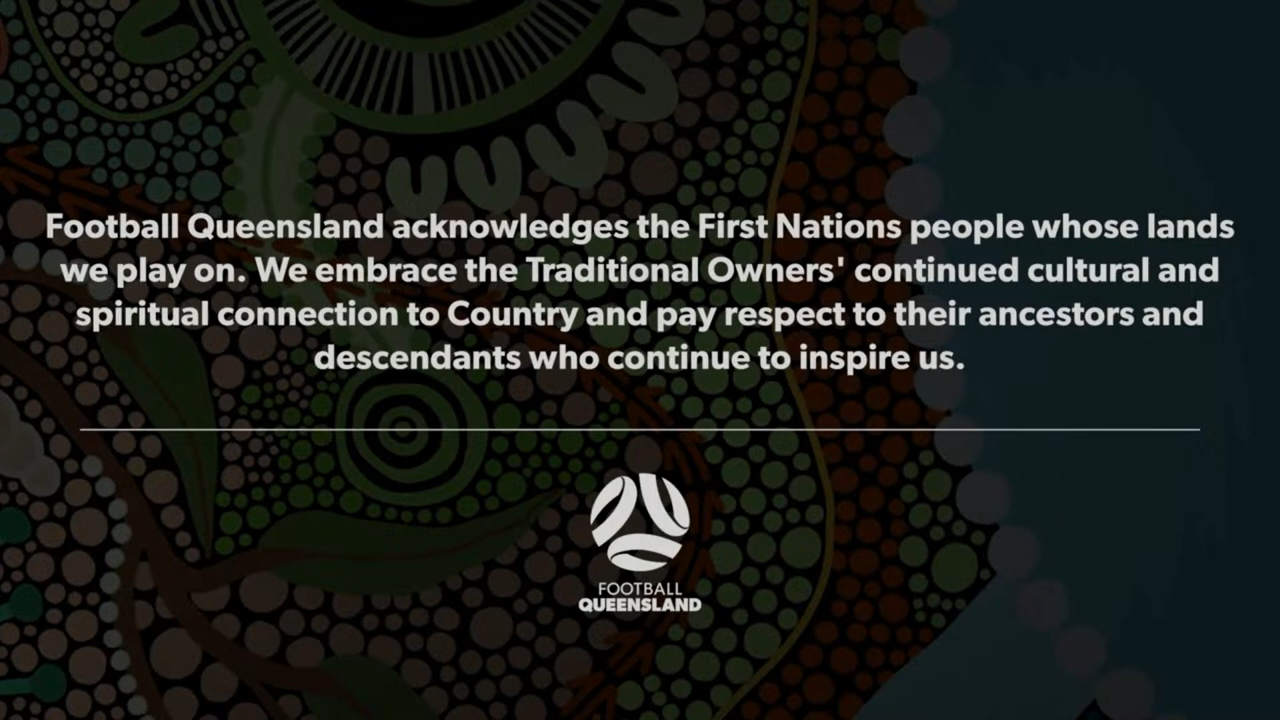 Football Queensland acknowledges the First Nations people whose lands
we play on. We embrace the Traditional Owners' continued cultural and
spiritual connection to Country and pay respect to their ancestors and
descendants who continue to inspire us.
FOOTBALL
QUEENSLAND